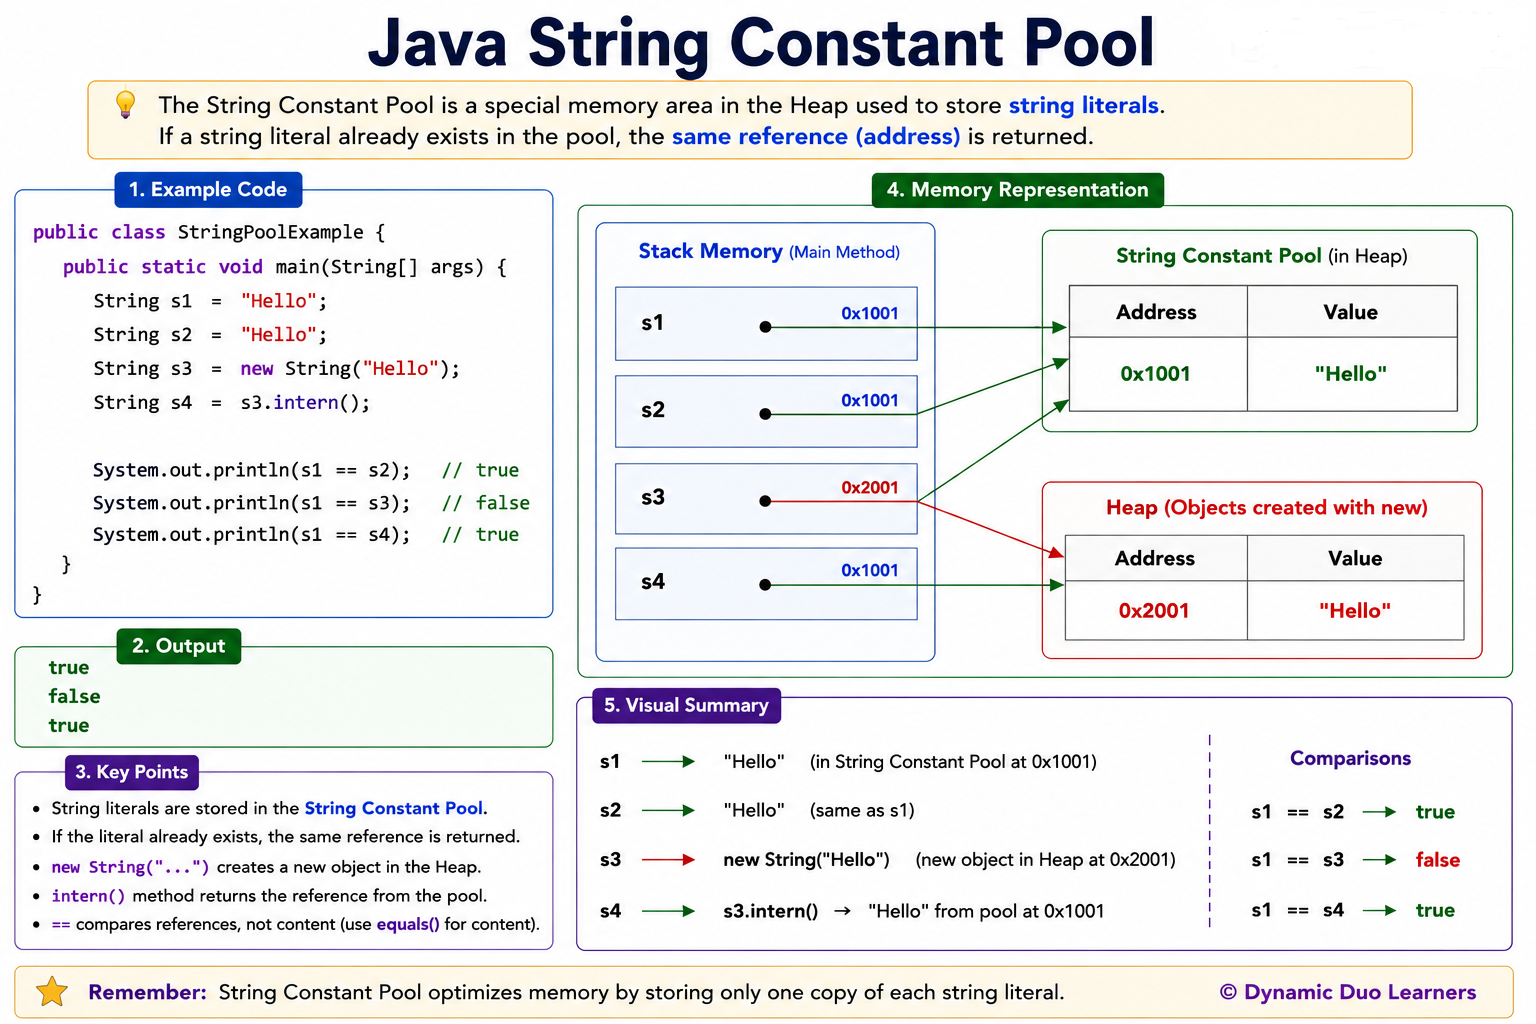 Java String Constant Pool
The String Constant Pool is a special memory area in the Heap used to store string literals.
If a string literal already exists in the pool, the same reference (address) is returned.
1. Example Code
public class StringPoolExample {
public static void main(String[] args) {
String s1 = "Hello";
String s2 = "Hello";
String s3 = new String("Hello");
String s4 = s3.intern();
System.out.println(s1 == s2); // true
System.out.println(s1 == s3); // false
System.out.println(s1 == s4); // true
}
}
2. Output
true
false
true
3. Key Points
• String literals are stored in the String Constant Pool.
• If the literal already exists, the same reference is returned.
• new String("...") creates a new object in the Heap.
• intern() method returns the reference from the pool.
• == compares references, not content (use equals() for content).
4. Memory Representation
Stack Memory (Main Method)
s1 0x1001
s2 0x1001
s3 0x2001
s4 0x1001
String Constant Pool (in Heap)
Address Value
0x1001 "Hello"
Heap (Objects created with new)
Address Value
0x2001 "Hello"
5. Visual Summary
s1 → "Hello" (in String Constant Pool at 0x1001)
s2 → "Hello" (same as s1)
s3 → new String("Hello") (new object in Heap at 0x2001)
s4 → s3.intern() → "Hello" from pool at 0x1001
Comparisons
s1 == s2 → true
s1 == s3 → false
s1 == s4 → true
Remember: String Constant Pool optimizes memory by storing only one copy of each string literal.
© Dynamic Duo Learners